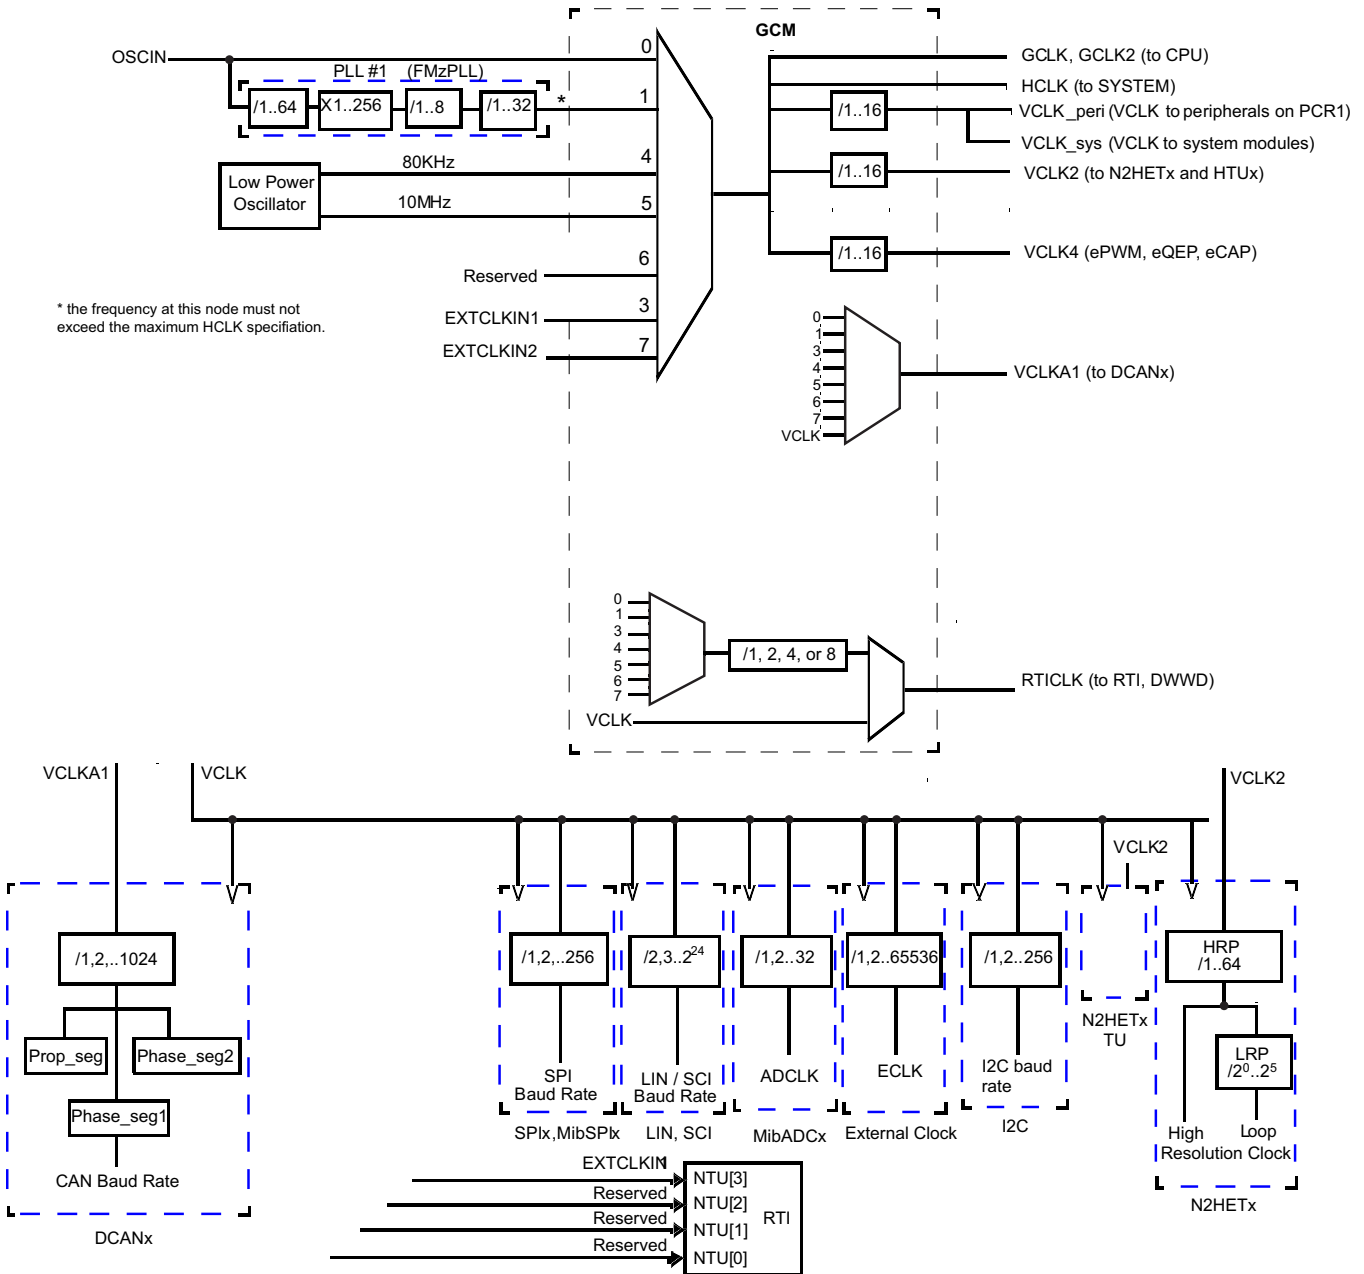 GCM
OSCIN
0
GCLK, GCLK2 (to CPU)
PLL #1 (FMzPLL)
HCLK (to SYSTEM)
/1..64
X1..256
/1..8
/1..32
*
1
/1..16
VCLK_peri (VCLK to peripherals on PCR1)
VCLK_sys (VCLK to system modules)
80KHz
4
/1..16
VCLK2 (to N2HETx and HTUx)
Low Power
Oscillator
10MHz
5
/1..16
VCLK4 (ePWM, eQEP, eCAP)
Reserved
6
* the frequency at this node must not
exceed the maximum HCLK specifiation.
EXTCLKIN1
3
EXTCLKIN2
7
0
1
3
4
5
6
7
VCLK
VCLKA1 (to DCANx)
0
1
3
4
5
6
7
/1, 2, 4, or 8
VCLK
RTICLK (to RTI, DWWD)
VCLKA1
VCLK
VCLK2
VCLK2
/1,2,..1024
/1,2,..256
/2,3..2²⁴
/1,2..32
/1,2..65536
/1,2..256
HRP
/1..64
N2HETx
TU
Prop_seg
Phase_seg2
Phase_seg1
CAN Baud Rate
DCANx
SPI
Baud Rate
SPIx,MibSPIx
LIN / SCI
Baud Rate
LIN, SCI
ADCLK
MibADCx
ECLK
External Clock
I2C baud
rate
I2C
LRP
/2⁰..2⁵
High
Loop
Resolution Clock
N2HETx
EXTCLKIN1
NTU[3]
Reserved
NTU[2]
Reserved
NTU[1]
RTI
Reserved
NTU[0]